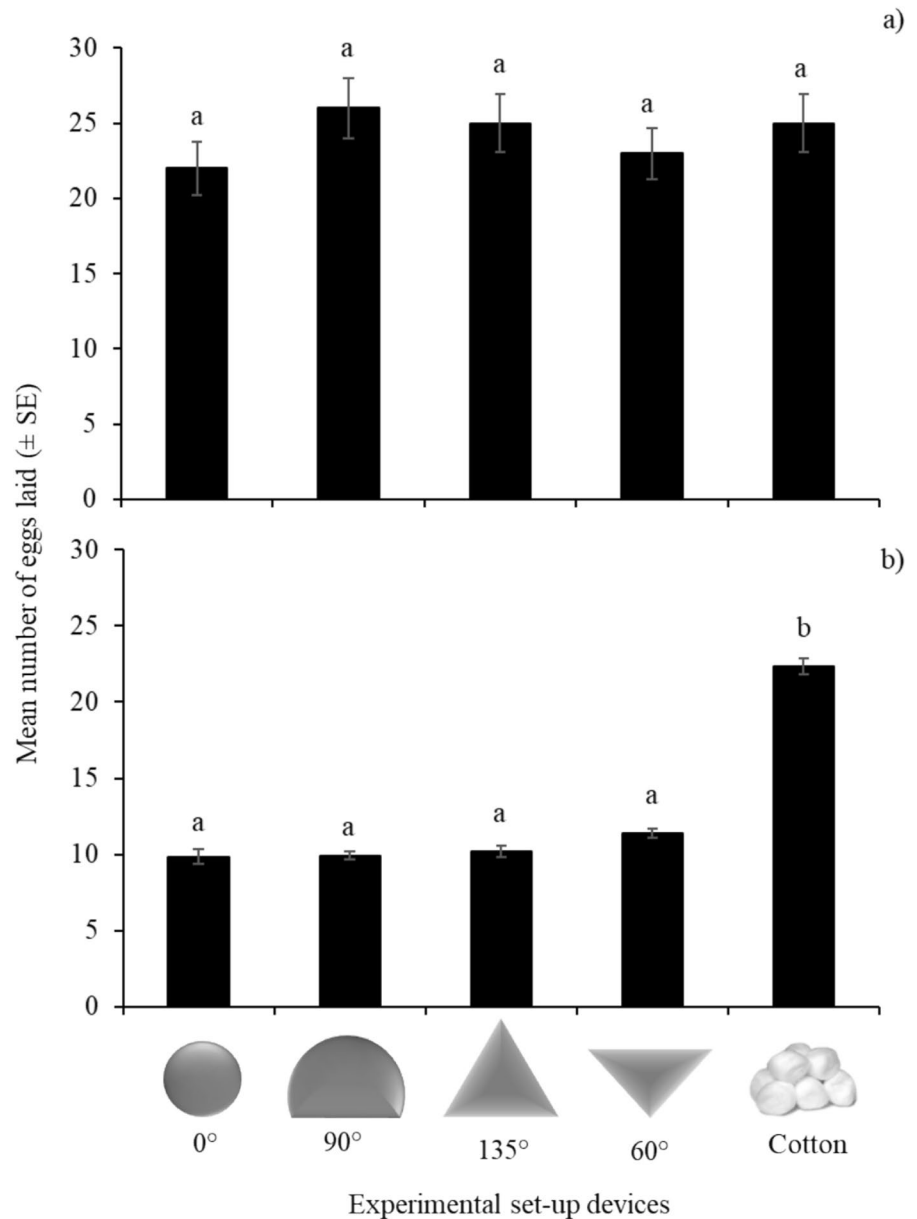 a)
Mean number of eggs laid (± SE)
30
25
20
15
10
5
0
a a a a a
b)
30
25
20
15
10
5
0
a a a a b
0° 90° 135° 60° Cotton
Experimental set-up devices